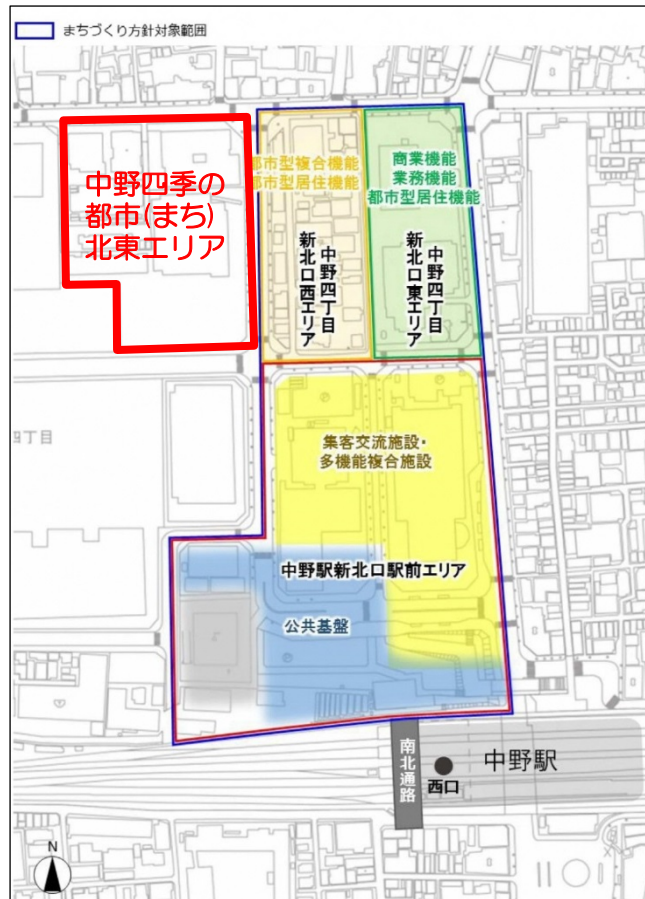 まちづくり方針対象範囲
中野四季の
都市(まち)
北東エリア
都市型複合機能
都市型居住機能
商業機能
業務機能
都市型居住機能
中野四丁目
新北口西エリア
中野四丁目
新北口東エリア
四丁目
集客交流施設・
多機能複合施設
中野駅新北口駅前エリア
公共基盤
南北通路
西口
中野駅
N